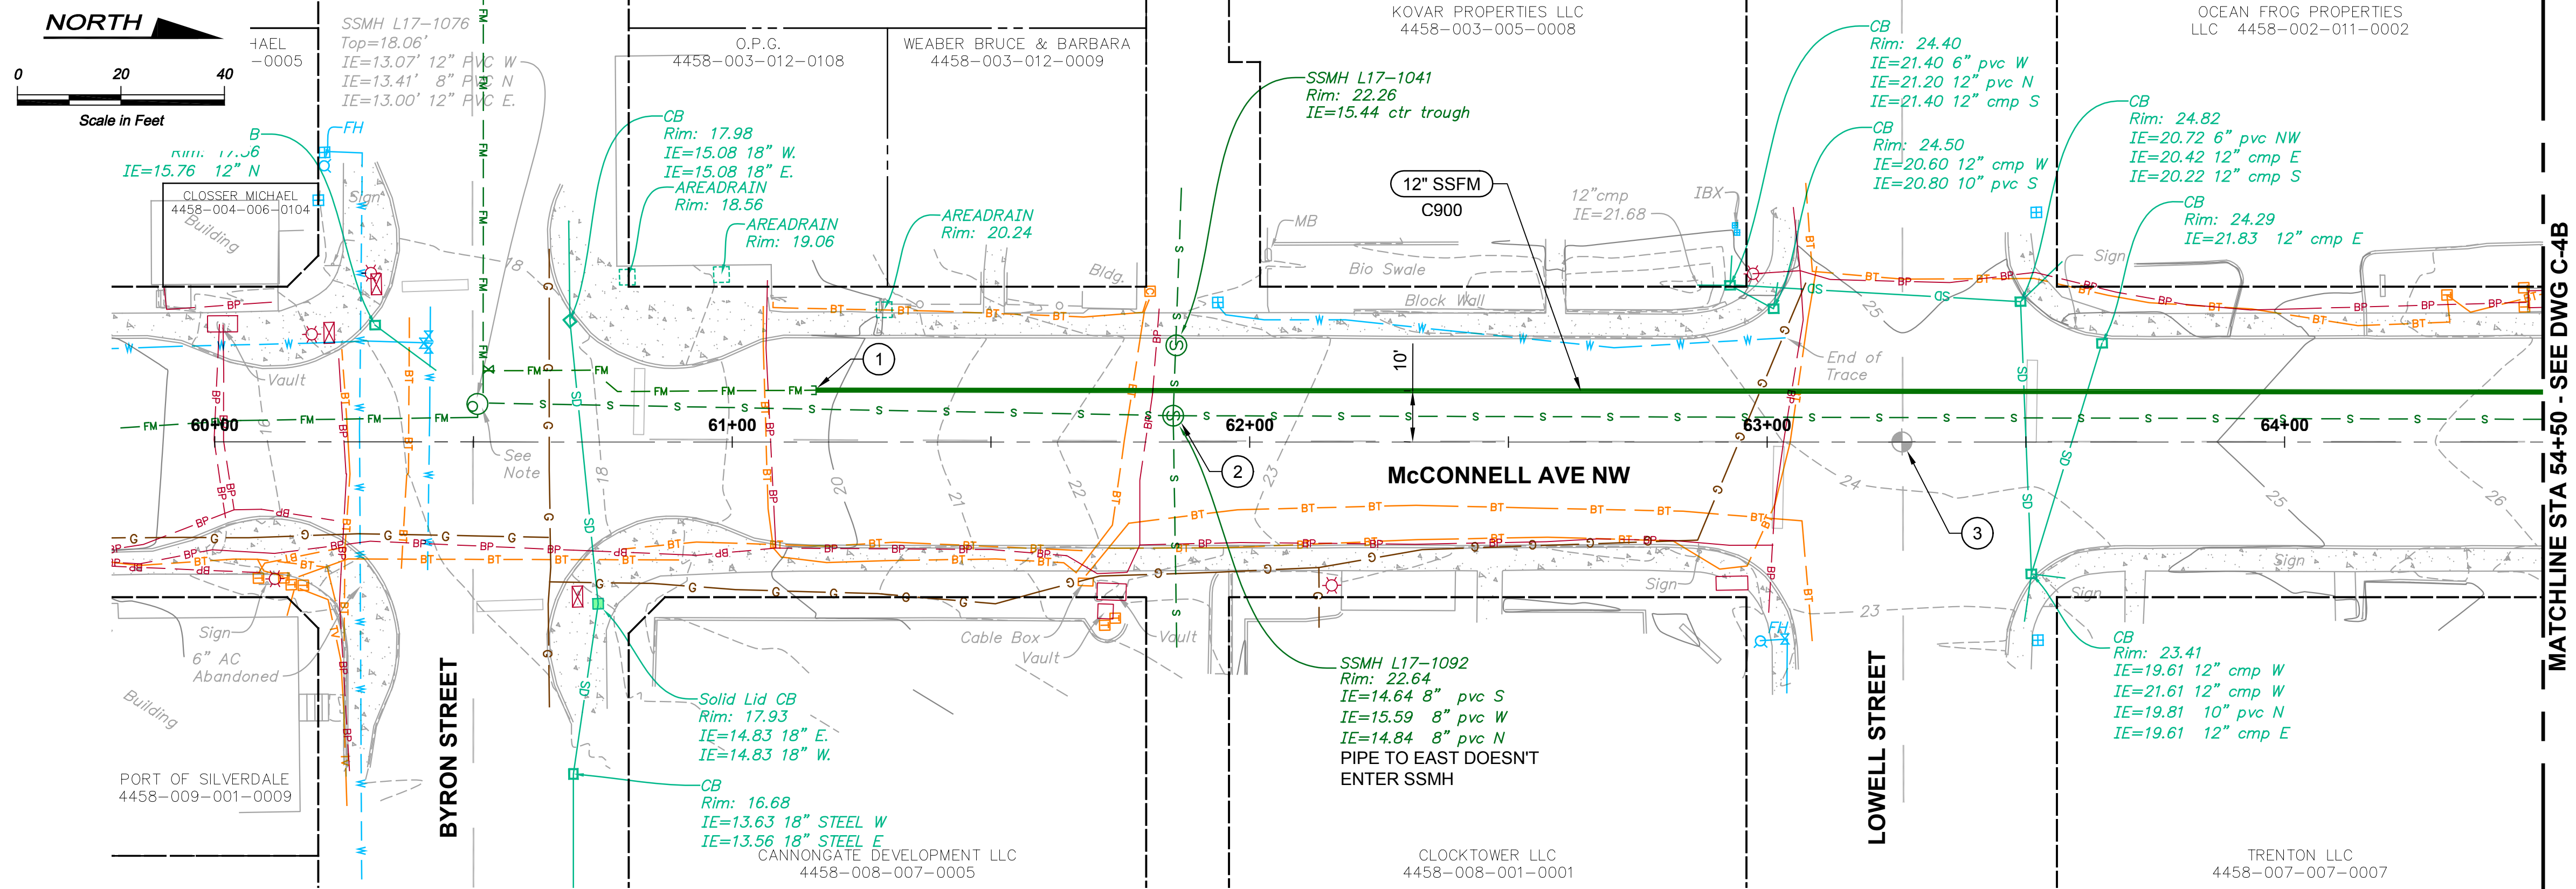 NORTH
0 20 40
Scale in Feet
HAEL
-0005
SSMH L17-1076
Top=18.06'
IE=13.07' 12" PVC W
IE=13.41' 8" PVC N
IE=13.00' 12" PVC E.
O.P.G.
4458-003-012-0108
WEABER BRUCE & BARBARA
4458-003-012-0009
KOVAR PROPERTIES LLC
4458-003-005-0008
OCEAN FROG PROPERTIES
LLC 4458-002-011-0002
B
Rim: 17.56
IE=15.76 12" N
FH
CLOSSER MICHAEL
4458-004-006-0104
Building
Sign
CB
Rim: 17.98
IE=15.08 18" W.
IE=15.08 18" E.
AREADRAIN
Rim: 18.56
AREADRAIN
Rim: 19.06
AREADRAIN
Rim: 20.24
SSMH L17-1041
Rim: 22.26
IE=15.44 ctr trough
12" SSFM
C900
12"cmp
IE=21.68
IBX
MB
CB
Rim: 24.40
IE=21.40 6" pvc W
IE=21.20 12" pvc N
IE=21.40 12" cmp S
CB
Rim: 24.50
IE=20.60 12" cmp W
IE=20.80 10" pvc S
CB
Rim: 24.82
IE=20.72 6" pvc NW
IE=20.42 12" cmp E
IE=20.22 12" cmp S
CB
Rim: 24.29
IE=21.83 12" cmp E
Sign
Bldg.
Bio Swale
Block Wall
18
25
Vault
1
10'
End of
Trace
60+00
61+00
62+00
63+00
64+00
16
18
20
21
22
23
24
25
26
See
Note
2
3
McCONNELL AVE NW
MATCHLINE STA 54+50 - SEE DWG C-4B
Sign
6" AC
Abandoned
Building
Cable Box
Vault
Vault
Sign
Sign
Sign
23
FH
BYRON STREET
LOWELL STREET
Solid Lid CB
Rim: 17.93
IE=14.83 18" E.
IE=14.83 18" W.
CB
Rim: 16.68
IE=13.63 18" STEEL W
IE=13.56 18" STEEL E
SSMH L17-1092
Rim: 22.64
IE=14.64 8" pvc S
IE=15.59 8" pvc W
IE=14.84 8" pvc N
PIPE TO EAST DOESN'T
ENTER SSMH
CB
Rim: 23.41
IE=19.61 12" cmp W
IE=21.61 12" cmp W
IE=19.81 10" pvc N
IE=19.61 12" cmp E
PORT OF SILVERDALE
4458-009-001-0009
CANNONGATE DEVELOPMENT LLC
4458-008-007-0005
CLOCKTOWER LLC
4458-008-001-0001
TRENTON LLC
4458-007-007-0007